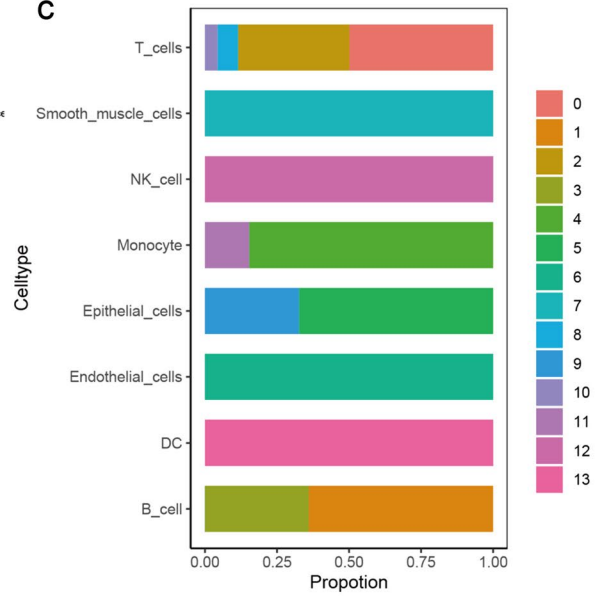 C
T_cells
Smooth_muscle_cells
NK_cell
Monocyte
Epithelial_cells
Endothelial_cells
DC
B_cell
Celltype
0.00 0.25 0.50 0.75 1.00
Propotion
0
1
2
3
4
5
6
7
8
9
10
11
12
13